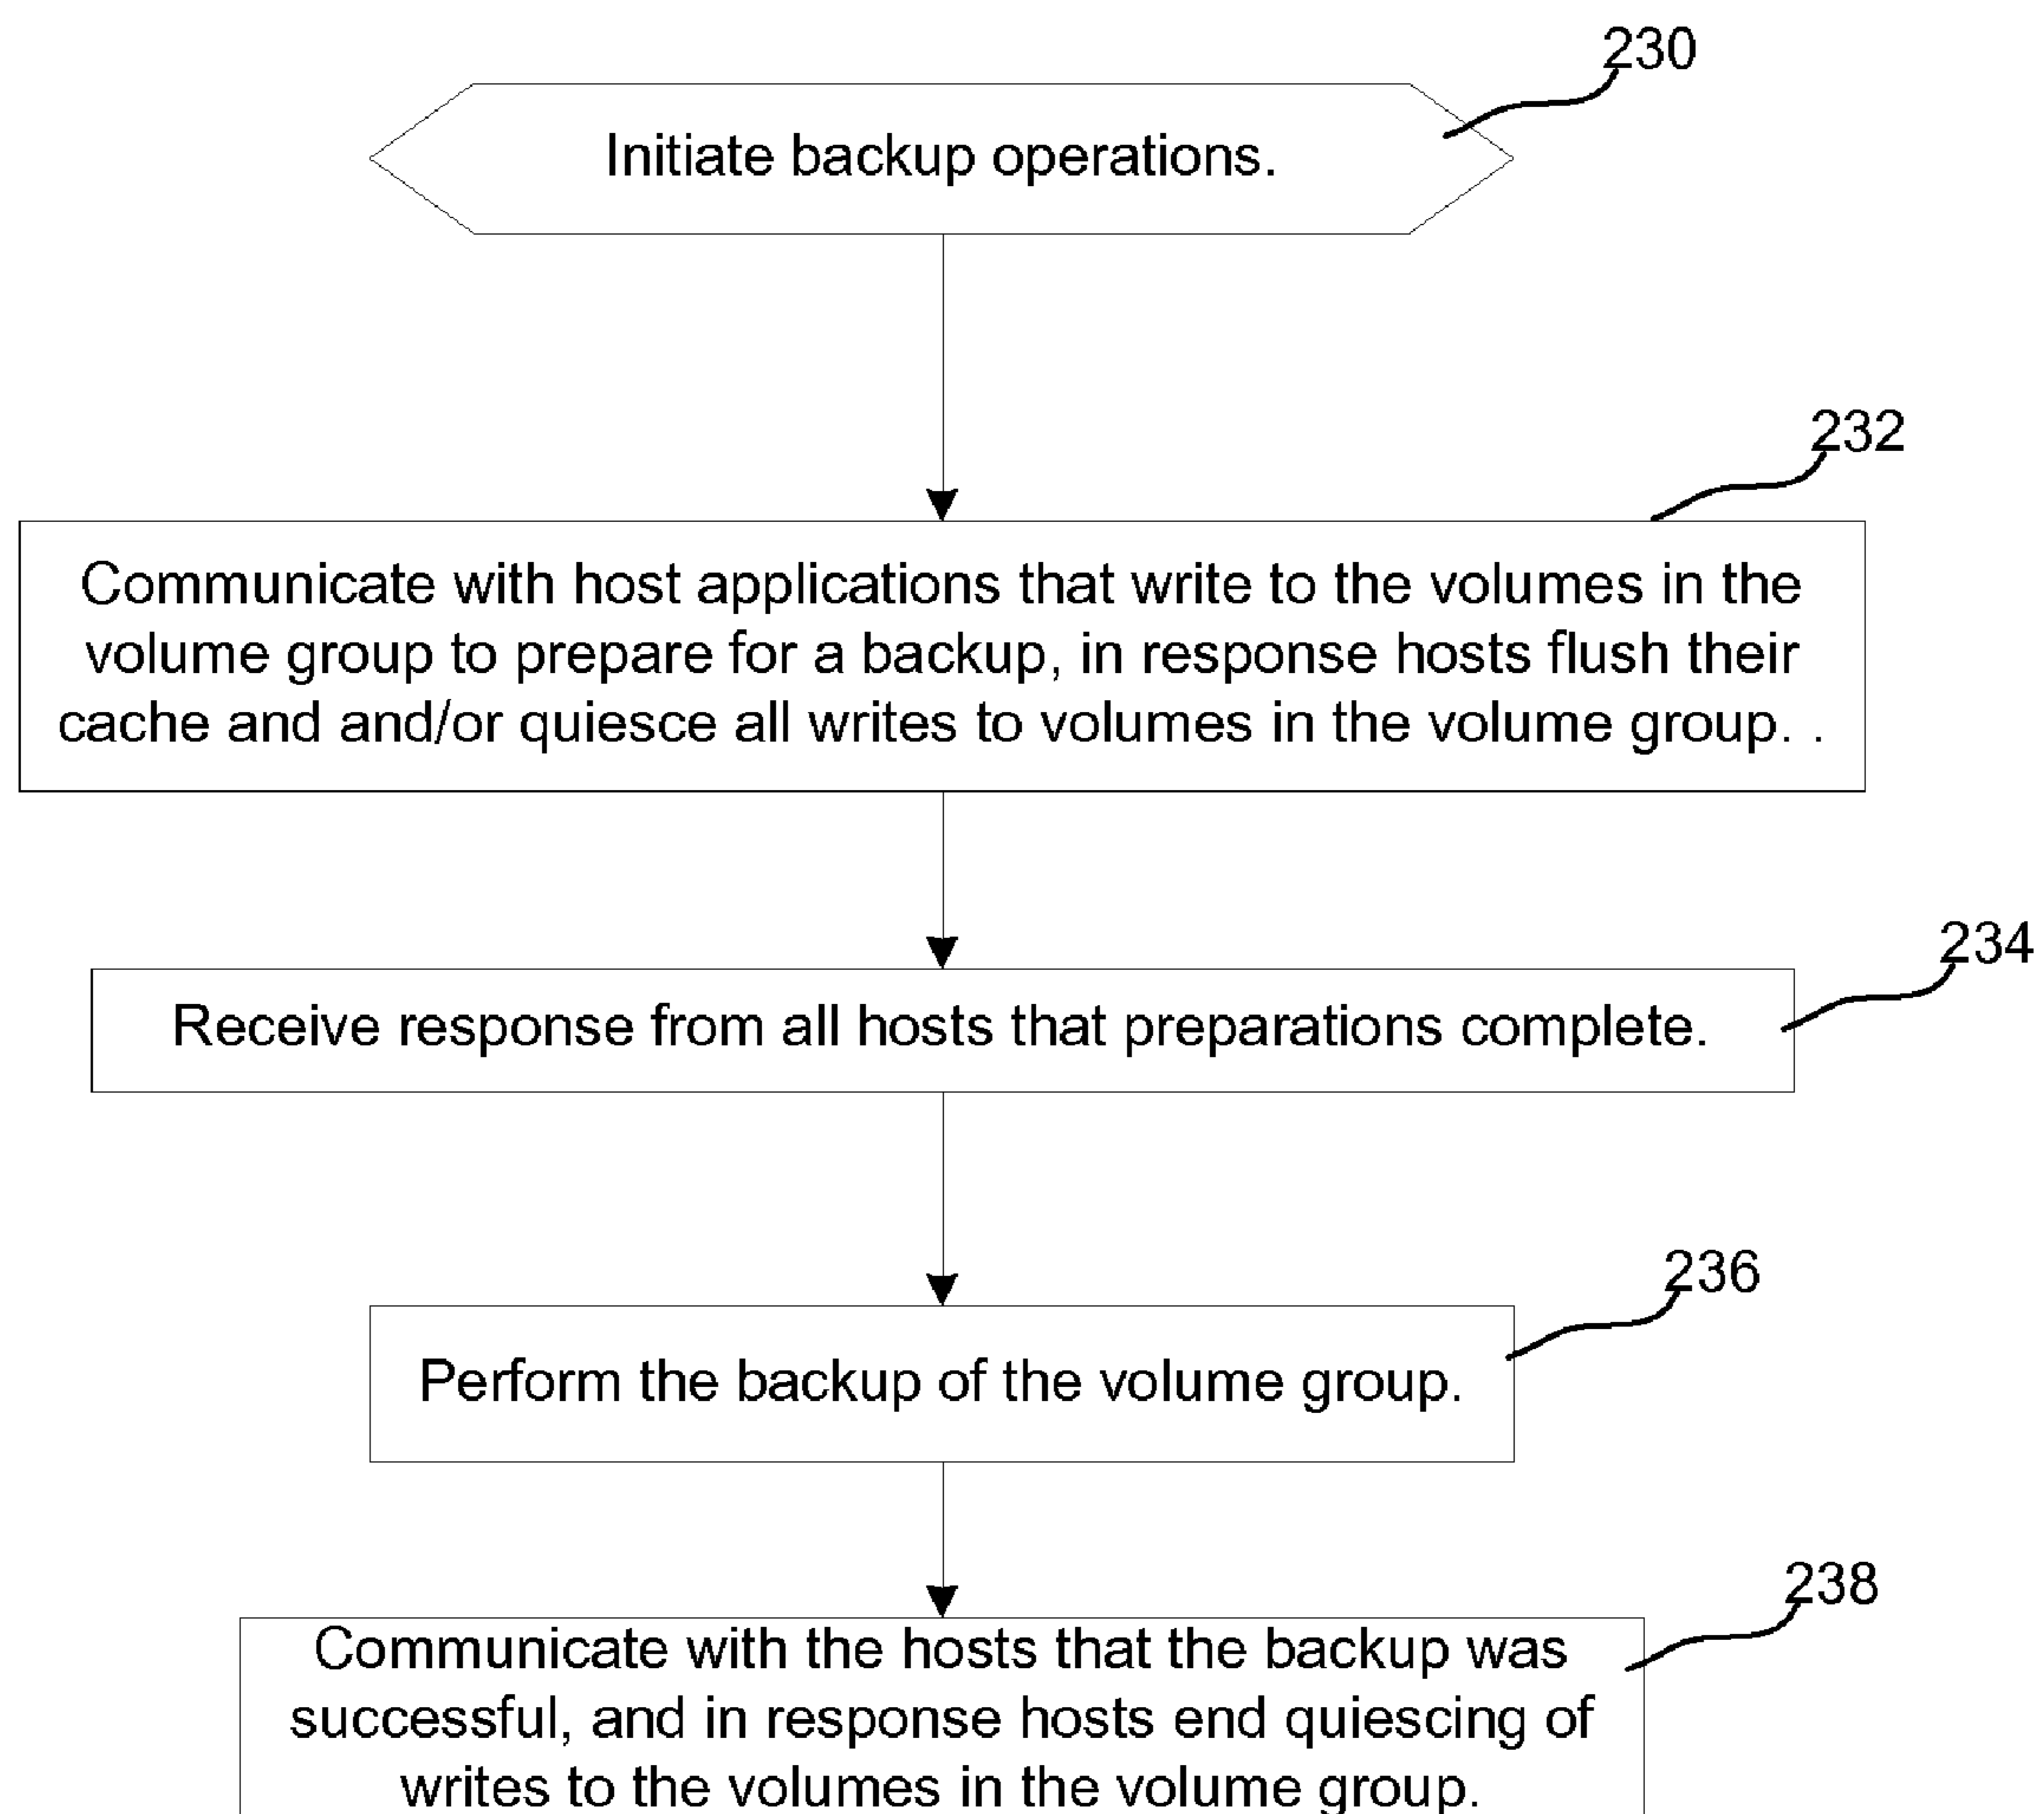 230
Initiate backup operations.
232
Communicate with host applications that write to the volumes in the
volume group to prepare for a backup, in response hosts flush their
cache and and/or quiesce all writes to volumes in the volume group. .
234
Receive response from all hosts that preparations complete.
236
Perform the backup of the volume group.
238
Communicate with the hosts that the backup was
successful, and in response hosts end quiescing of
writes to the volumes in the volume group.